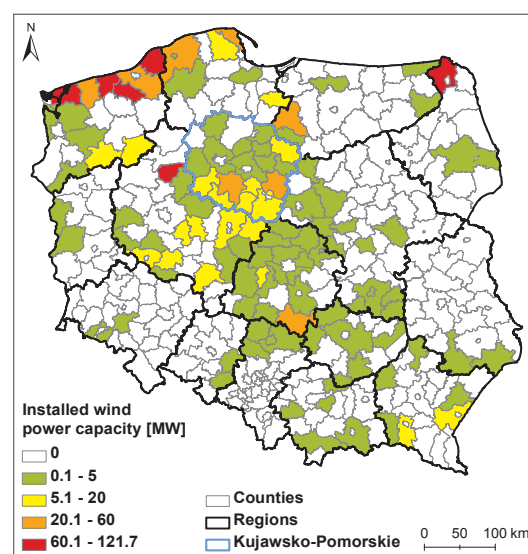 N
Installed wind
power capacity [MW]
0
0.1 - 5
5.1 - 20
20.1 - 60
60.1 - 121.7
Counties
Regions
Kujawsko-Pomorskie
0 50 100 km